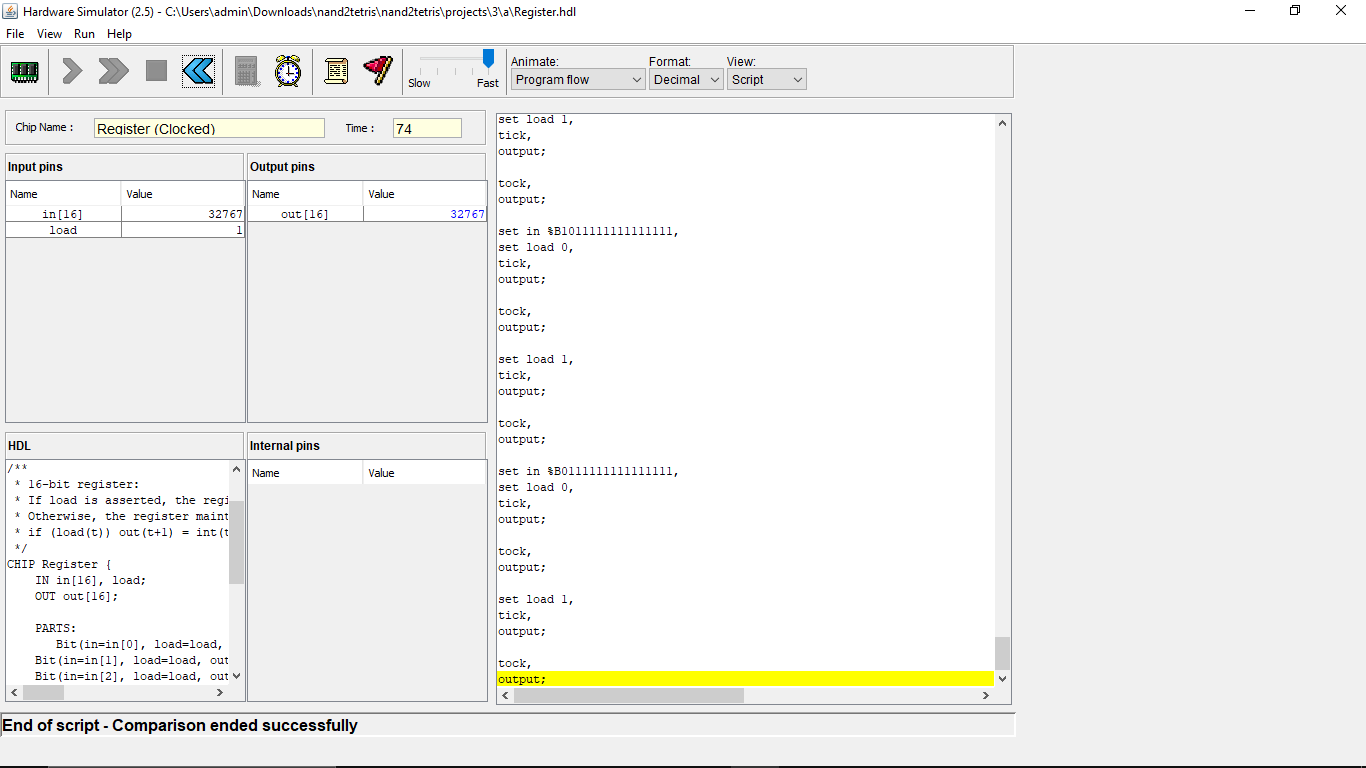 Hardware Simulator (2.5) - C:\Users\admin\Downloads\nand2tetris\nand2tetris\projects\3\a\Register.hdl
File View Run Help
Slow Fast
Animate: Format: View:
Program flow Decimal Script
Chip Name : Register (Clocked) Time : 74
Input pins
Name Value
in[16] 32767
load 1
Output pins
Name Value
out[16] 32767
HDL
/**
* 16-bit register:
* If load is asserted, the regi
* Otherwise, the register maint
* if (load(t)) out(t+1) = int(t
*/
CHIP Register {
IN in[16], load;
OUT out[16];
PARTS:
Bit(in=in[0], load=load,
Bit(in=in[1], load=load, out
Bit(in=in[2], load=load, out
Internal pins
Name Value
set load 1,
tick,
output;
tock,
output;
set in %B1011111111111111,
set load 0,
tick,
output;
tock,
output;
set load 1,
tick,
output;
tock,
output;
set in %B0111111111111111,
set load 0,
tick,
output;
tock,
output;
set load 1,
tick,
output;
tock,
output;
End of script - Comparison ended successfully